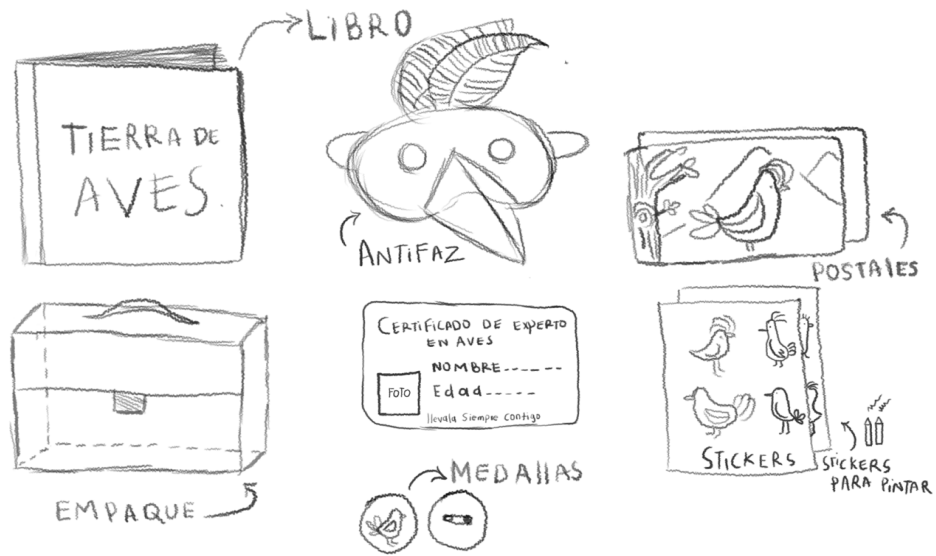 LIBRO
TIERRA DE
AVES.
ANTIFAZ
POSTAlES
EMPAQUE
CERTIFICADO DE EXPERTO
EN AVES
NOMBRE------
FOTO
Edad-----
llevala Siempre Contigo
MEDAllAS
STICKERS
STICKERS
PARA PINTAR